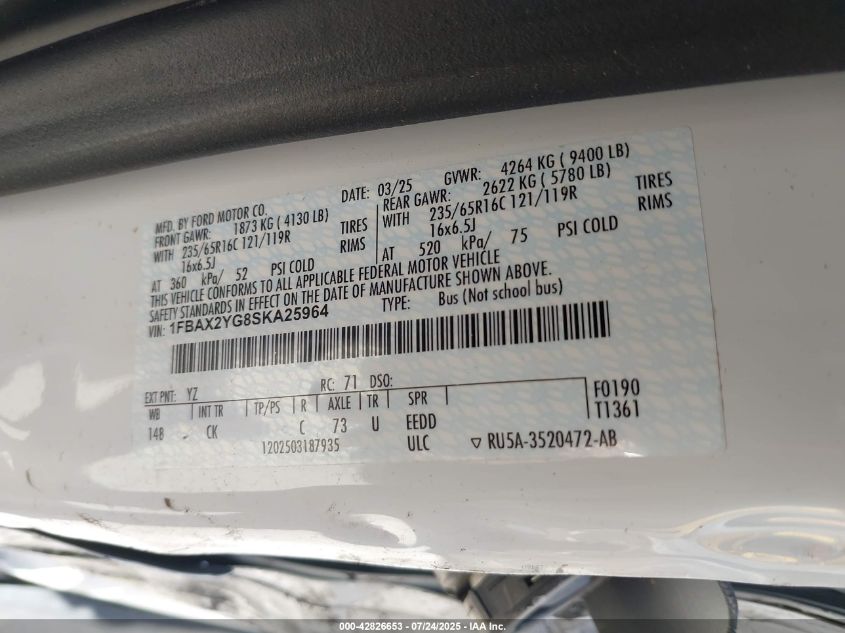 MFD. BY FORD MOTOR CO.
DATE: 03/25 GVWR: 4264 KG ( 9400 LB)
FRONT GAWR: 1873 KG ( 4130 LB)
WITH 235/65R16C 121/119R TIRES
16x6.5J RIMS
AT 360 kPa/ 52 PSI COLD
REAR GAWR: 2622 KG ( 5780 LB)
WITH 235/65R16C 121/119R TIRES
16x6.5J RIMS
AT 520 kPa/ 75 PSI COLD
THIS VEHICLE CONFORMS TO ALL APPLICABLE FEDERAL MOTOR VEHICLE
SAFETY STANDARDS IN EFFECT ON THE DATE OF MANUFACTURE SHOWN ABOVE.
VIN: 1FBAX2YG8SKA25964 TYPE: Bus (Not school bus)
EXT PNT: YZ RC: 71 DSO:
WB INT TR TP/PS R AXLE TR SPR F0190
T1361
148 CK C 73 U EEDD
1202503187935 ULC RU5A-3520472-AB
000-42826653 / 07/24/2025 - IAA Inc.